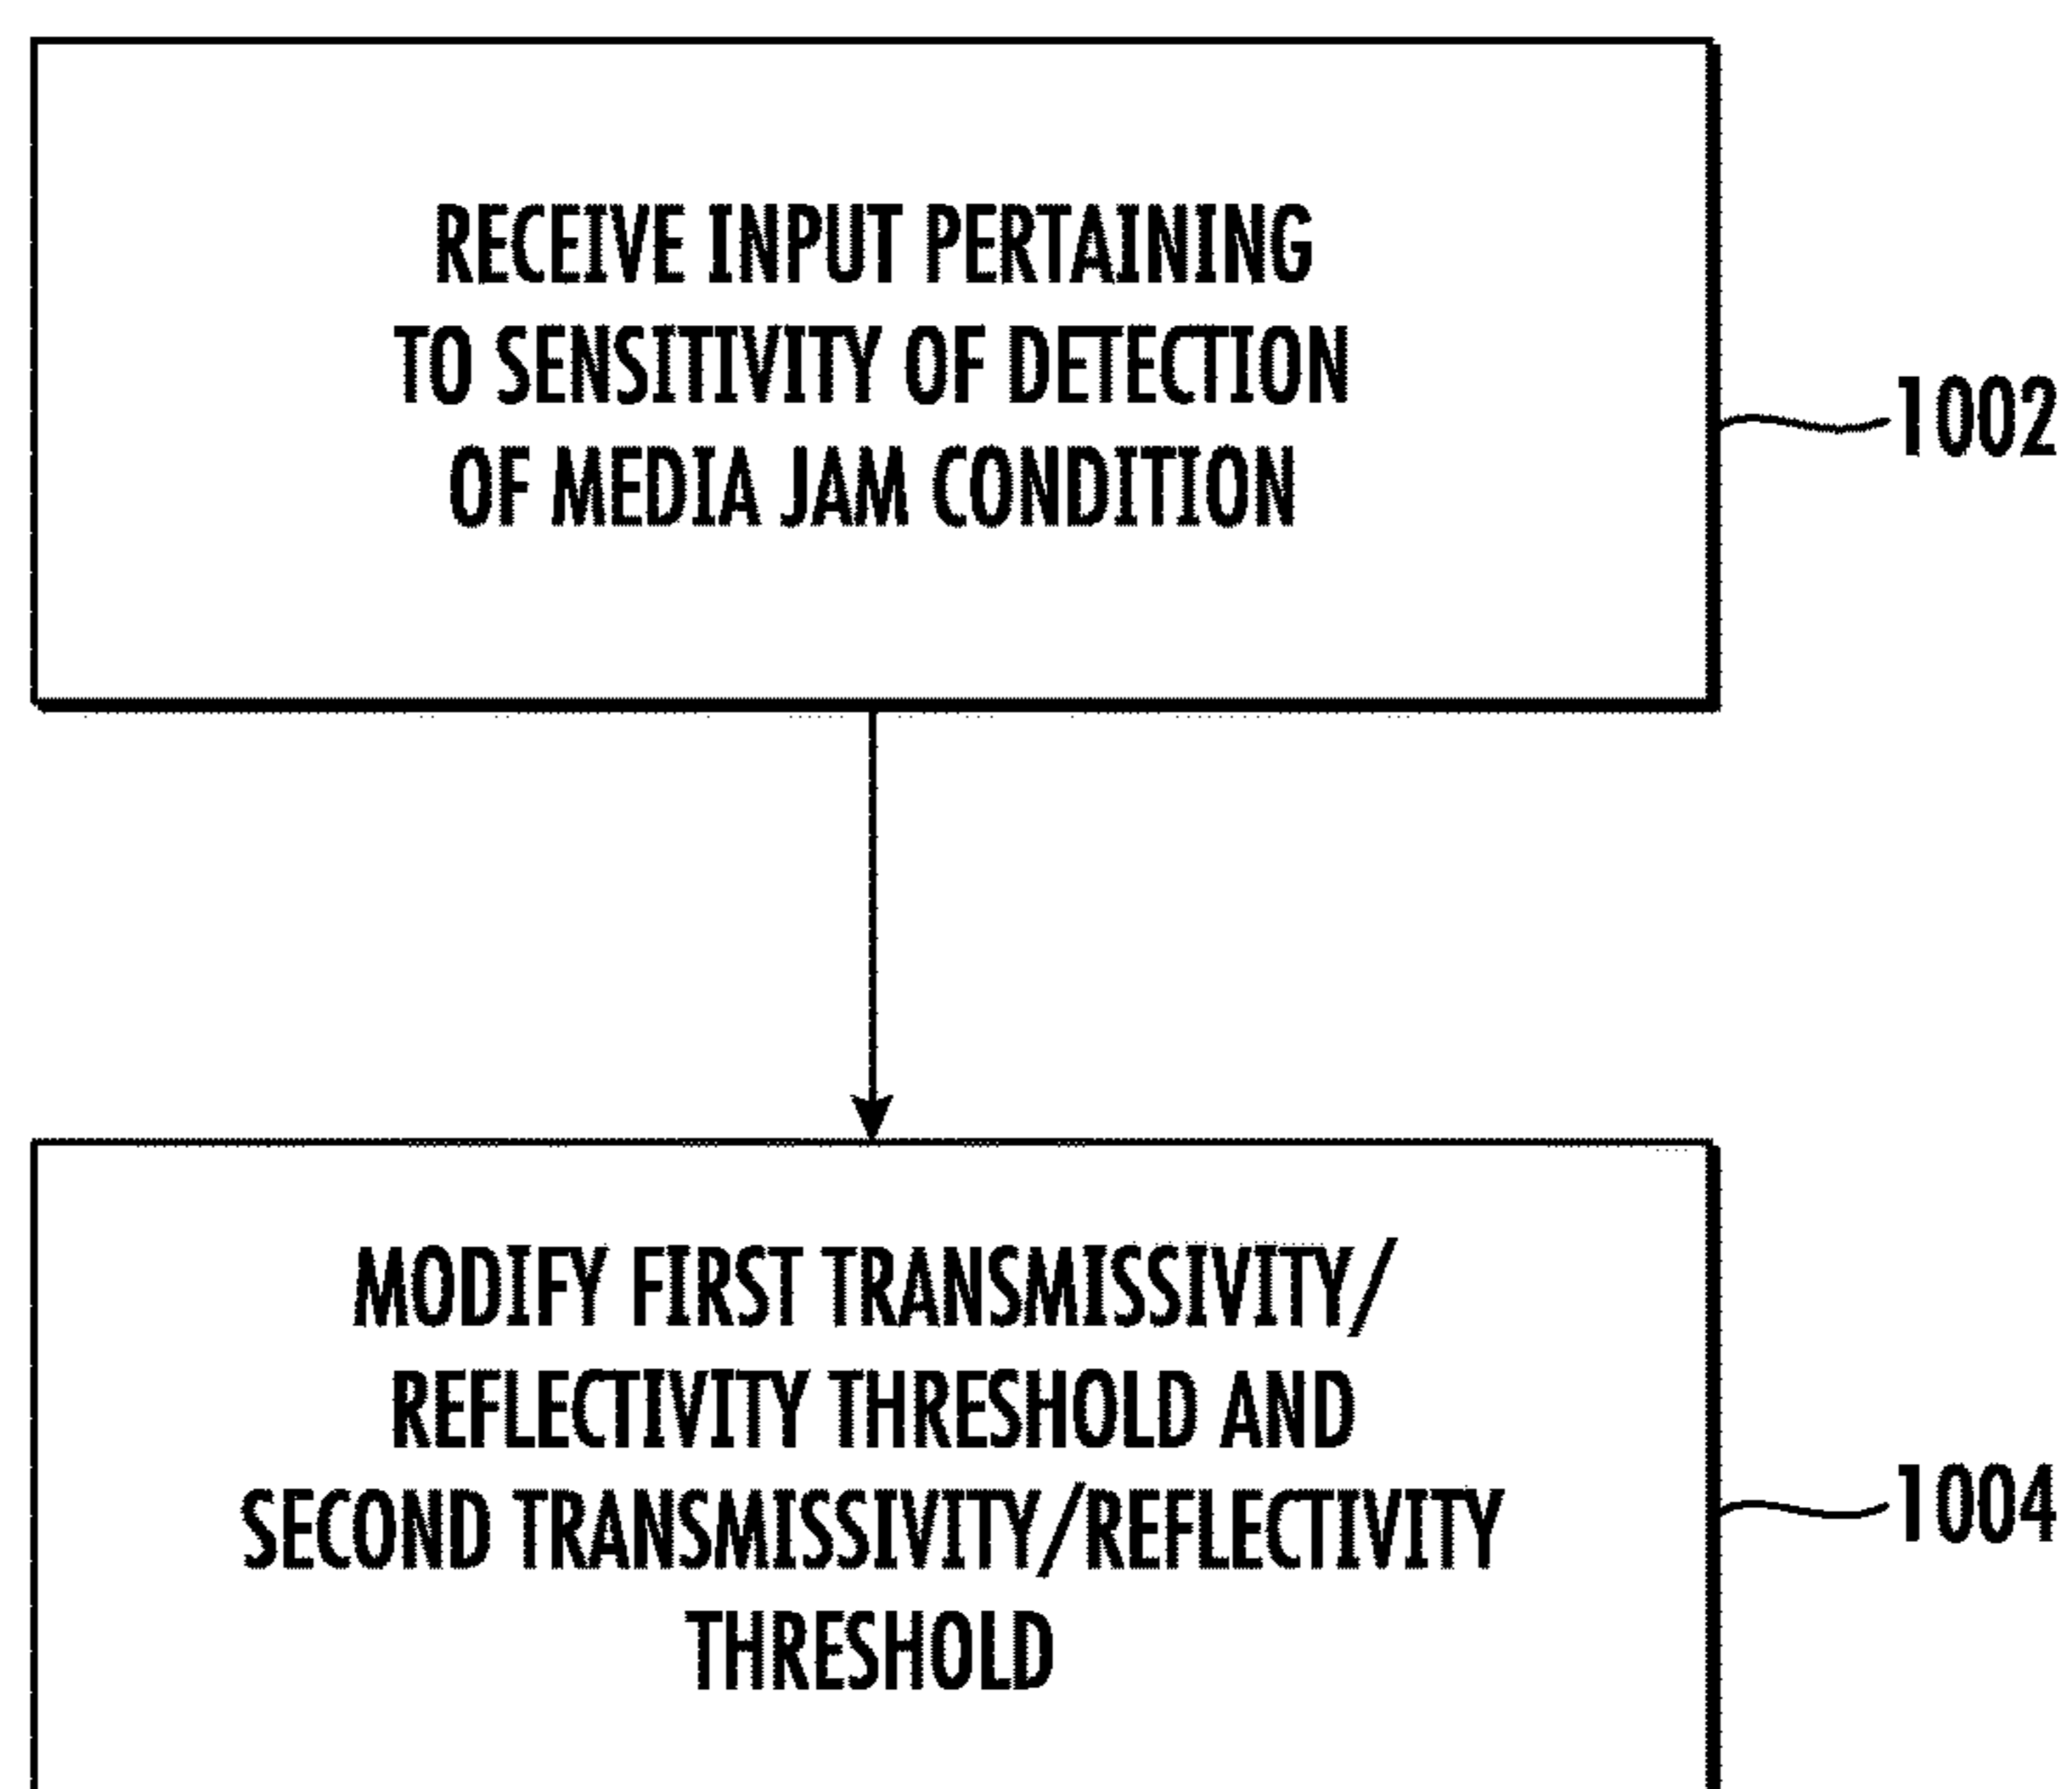 RECEIVE INPUT PERTAINING
TO SENSITIVITY OF DETECTION
OF MEDIA JAM CONDITION
1002
MODIFY FIRST TRANSMISSIVITY/
REFLECTIVITY THRESHOLD AND
SECOND TRANSMISSIVITY/REFLECTIVITY
THRESHOLD
1004